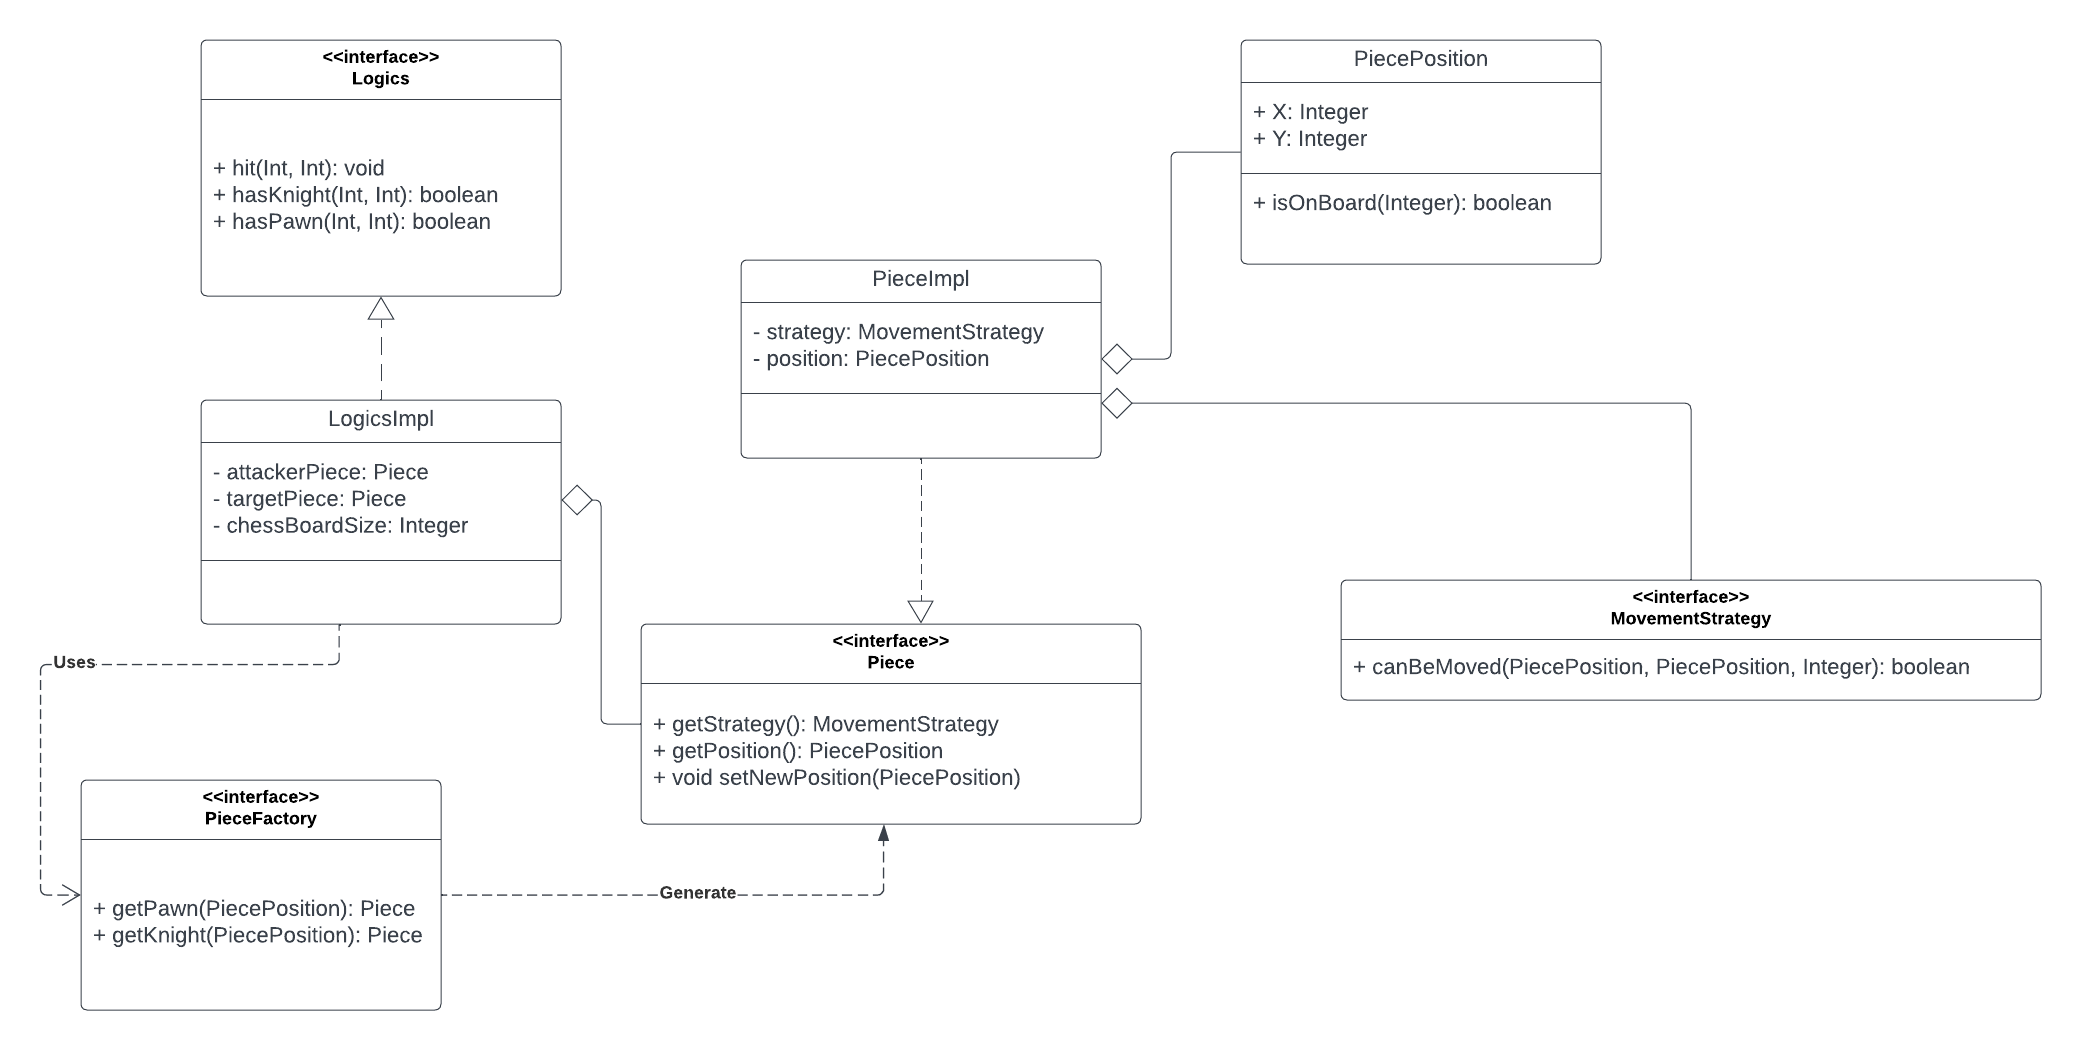 <<interface>>
Logics
+ hit(Int, Int): void
+ hasKnight(Int, Int): boolean
+ hasPawn(Int, Int): boolean
PiecePosition
+ X: Integer
+ Y: Integer
+ isOnBoard(Integer): boolean
PieceImpl
- strategy: MovementStrategy
- position: PiecePosition
LogicsImpl
- attackerPiece: Piece
- targetPiece: Piece
- chessBoardSize: Integer
<<interface>>
MovementStrategy
+ canBeMoved(PiecePosition, PiecePosition, Integer): boolean
<<interface>>
Piece
+ getStrategy(): MovementStrategy
+ getPosition(): PiecePosition
+ void setNewPosition(PiecePosition)
Uses
<<interface>>
PieceFactory
+ getPawn(PiecePosition): Piece
+ getKnight(PiecePosition): Piece
Generate